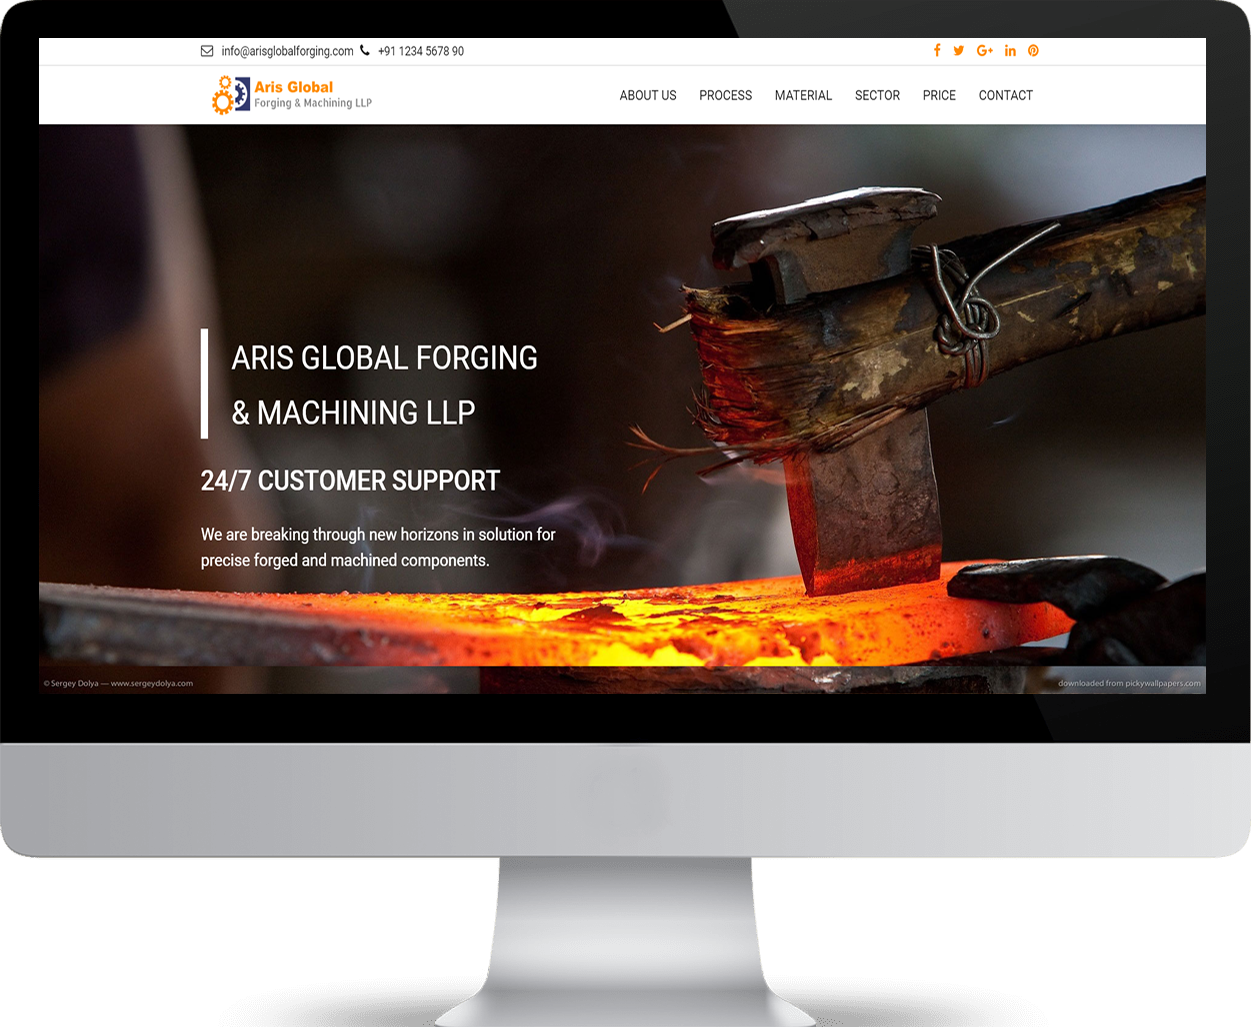 info@arisglobalforging.com +91 1234 5678 90
Aris Global
Forging & Machining LLP
ABOUT US PROCESS MATERIAL SECTOR PRICE CONTACT
ARIS GLOBAL FORGING
& MACHINING LLP
24/7 CUSTOMER SUPPORT
We are breaking through new horizons in solution for
precise forged and machined components.
© Sergey Dolya — www.sergeydolya.com
downloaded from pickywallpapers.com